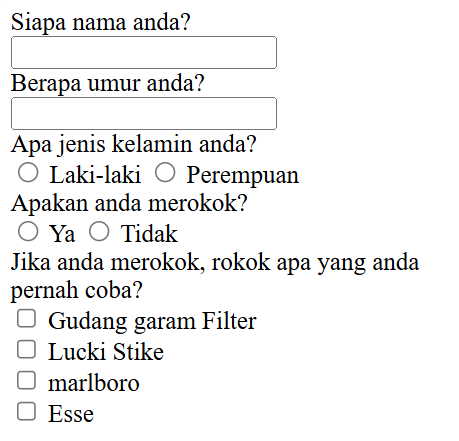 Siapa nama anda?
Berapa umur anda?
Apa jenis kelamin anda?
Laki-laki Perempuan
Apakan anda merokok?
Ya Tidak
Jika anda merokok, rokok apa yang anda
pernah coba?
Gudang garam Filter
Lucki Stike
marlboro
Esse